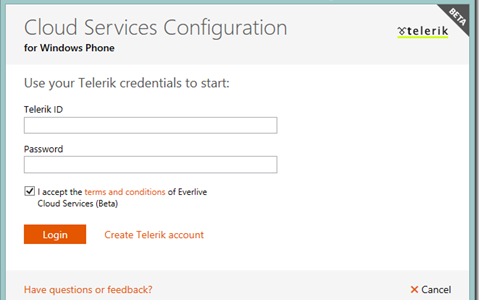 Cloud Services Configuration
for Windows Phone
telerik
BETA
Use your Telerik credentials to start:
Telerik ID
Password
I accept the terms and conditions of Everlive
Cloud Services (Beta)
Login
Create Telerik account
Have questions or feedback?
Cancel